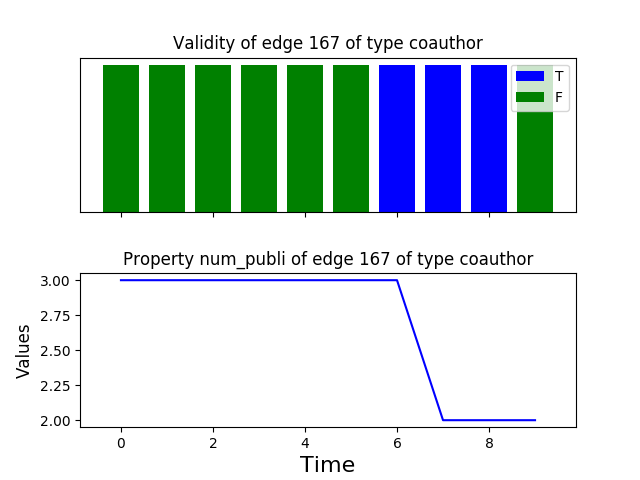 Validity of edge 167 of type coauthor
T
F
Property num_publi of edge 167 of type coauthor
3.00
2.75
2.50
2.25
2.00
Values
0 2 4 6 8
Time